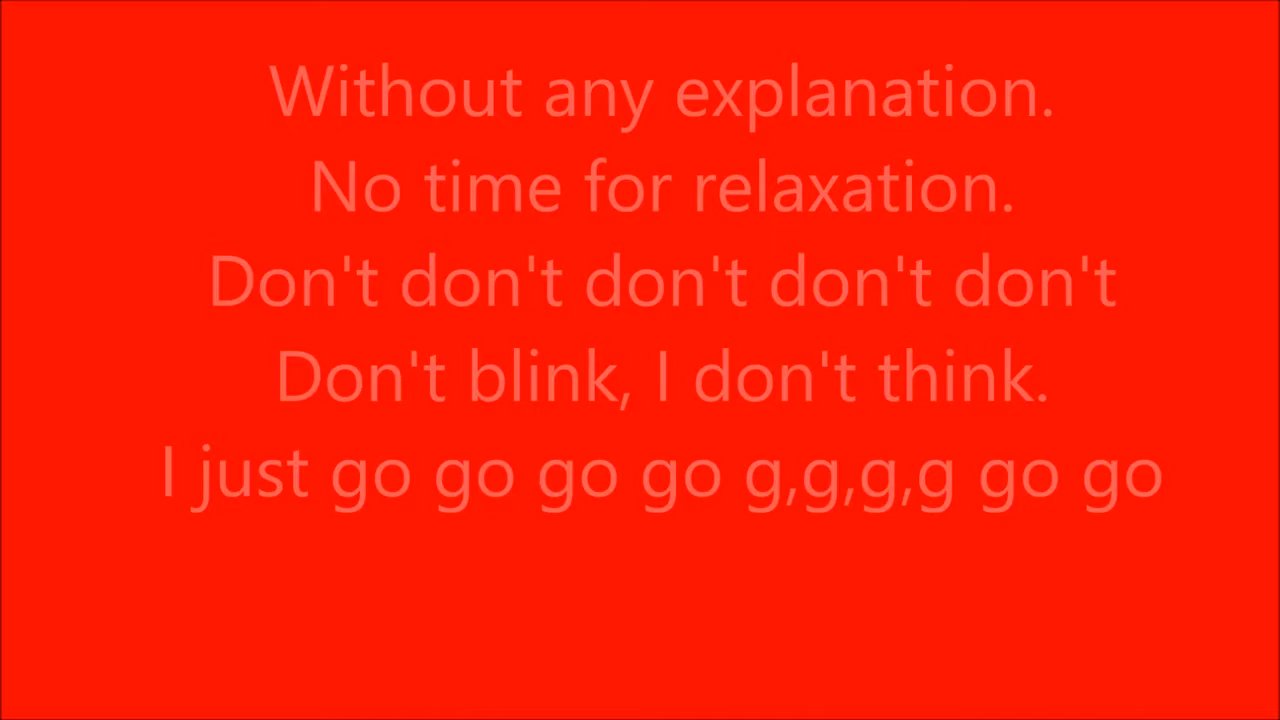 Without any explanation.
No time for relaxation.
Don't don't don't don't don't
Don't blink, I don't think.
I just go go go go g,g,g,g go go